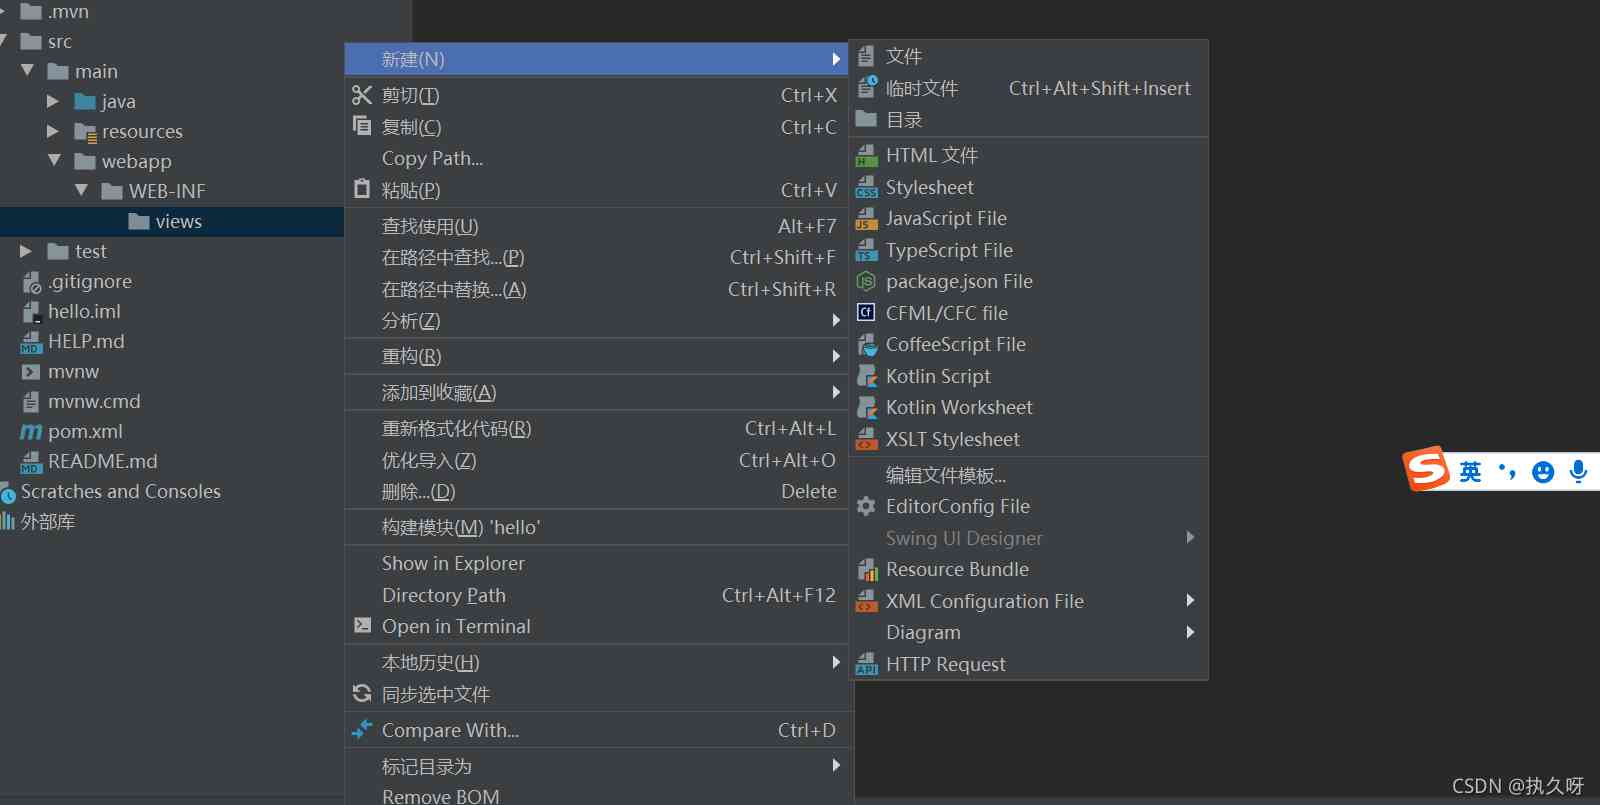 .mvn
src
main
java
resources
webapp
WEB-INF
views
test
.gitignore
hello.iml
HELP.md
mvnw
mvnw.cmd
pom.xml
README.md
Scratches and Consoles
外部库
新建(N)
剪切(T) Ctrl+X
复制(C) Ctrl+C
Copy Path...
粘贴(P) Ctrl+V
查找使用(U) Alt+F7
在路径中查找...(P) Ctrl+Shift+F
在路径中替换...(A) Ctrl+Shift+R
分析(Z)
重构(R)
添加到收藏(A)
重新格式化代码(R) Ctrl+Alt+L
优化导入(Z) Ctrl+Alt+O
删除...(D) Delete
构建模块(M) 'hello'
Show in Explorer
Directory Path Ctrl+Alt+F12
Open in Terminal
本地历史(H)
同步选中文件
Compare With... Ctrl+D
标记目录为
Remove BOM
文件
临时文件 Ctrl+Alt+Shift+Insert
目录
HTML 文件
Stylesheet
JavaScript File
TypeScript File
package.json File
CFML/CFC file
CoffeeScript File
Kotlin Script
Kotlin Worksheet
XSLT Stylesheet
编辑文件模板...
EditorConfig File
Swing UI Designer
Resource Bundle
XML Configuration File
Diagram
HTTP Request
英
CSDN @执久呀